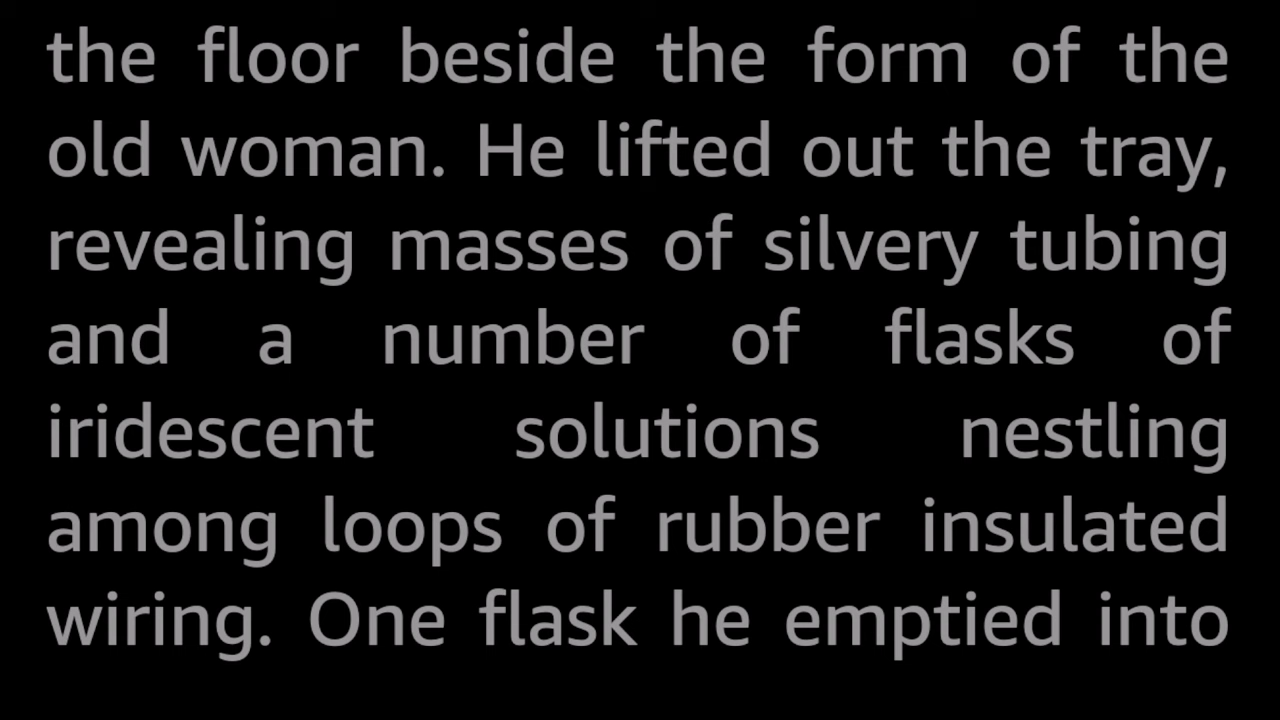 the floor beside the form of the
old woman. He lifted out the tray,
revealing masses of silvery tubing
and a number of flasks of
iridescent solutions nestling
among loops of rubber insulated
wiring. One flask he emptied into